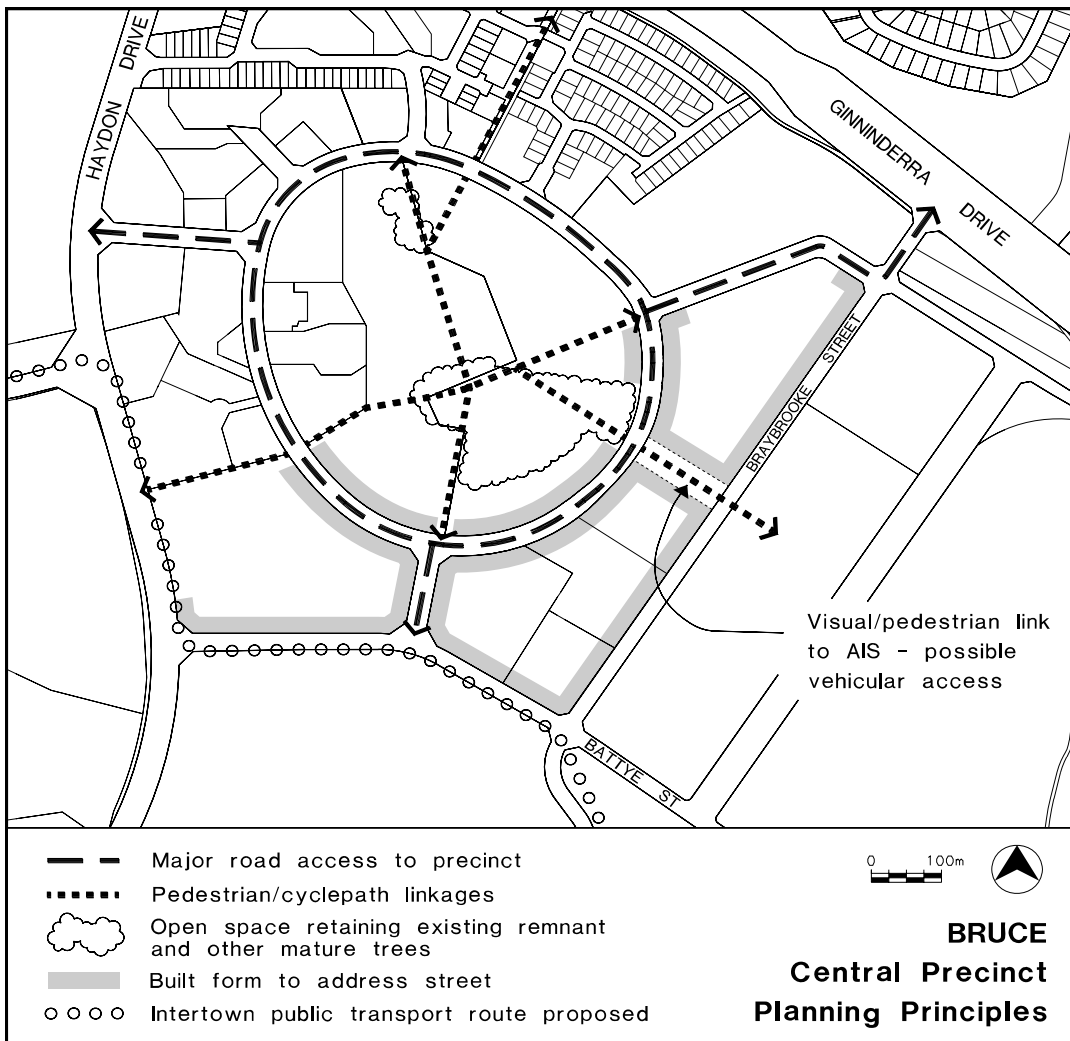 HAYDON DRIVE
GINNINDERRA
DRIVE
BRAYBROOKE STREET
BATTYE ST
Visual/pedestrian link
to AIS - possible
vehicular access
Major road access to precinct
Pedestrian/cyclepath linkages
Open space retaining existing remnant
and other mature trees
Built form to address street
Intertown public transport route proposed
0 100m
BRUCE
Central Precinct
Planning Principles